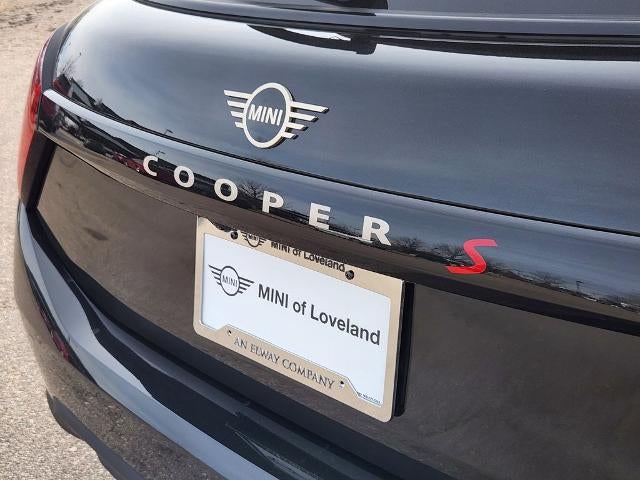 MINI
COOPER S
MINI of Loveland
MINI
MINI of Loveland
AN ELWAY COMPANY